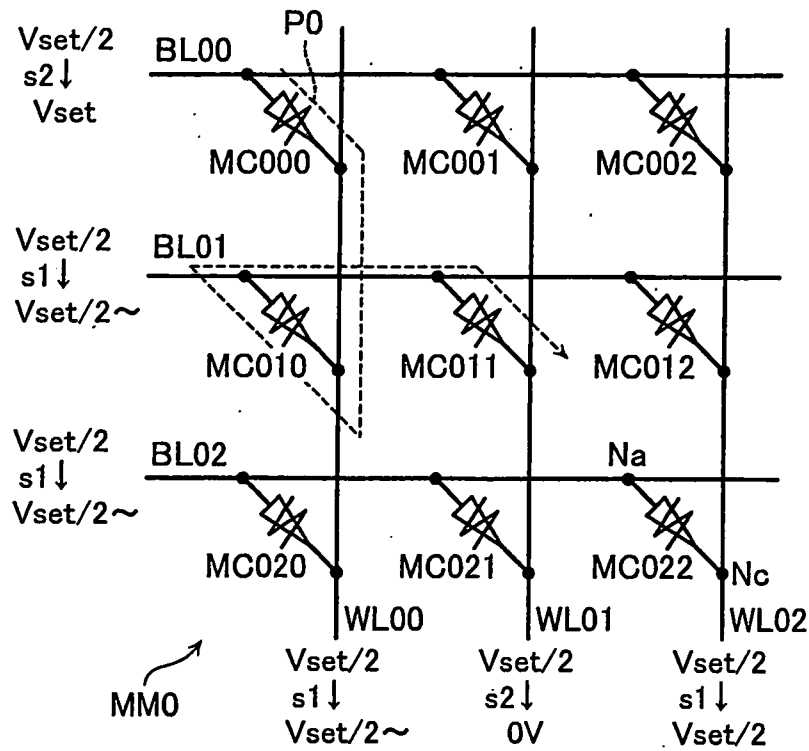 Vset/2
s2↓
Vset
BL00
P0
MC000
MC001
MC002
Vset/2
s1↓
Vset/2~
BL01
MC010
MC011
MC012
Vset/2
s1↓
Vset/2~
BL02
Na
MC020
MC021
MC022
Nc
WL00
WL01
WL02
Vset/2
s1↓
Vset/2~
Vset/2
s2↓
0V
Vset/2
s1↓
Vset/2
MM0